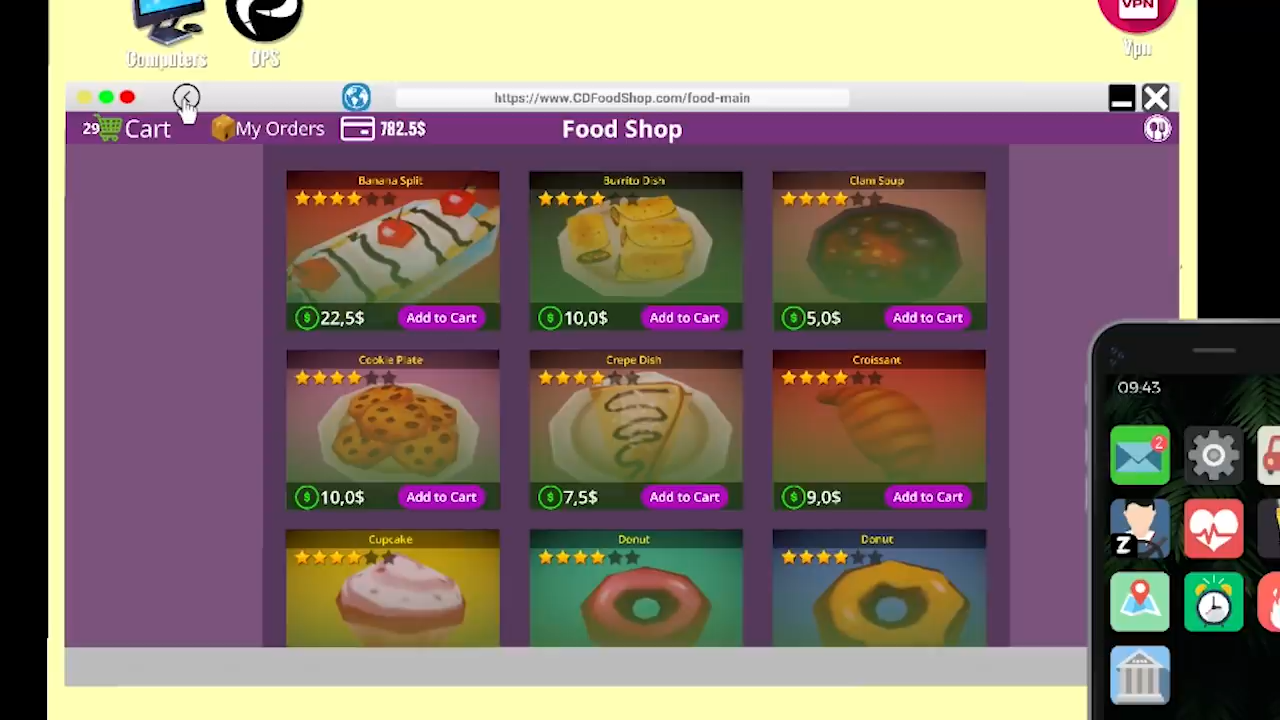 VPN
Computers
OPS
Vpn
https://www.CDFoodShop.com/food-main
29 Cart
My Orders
782.5$
Food Shop
Banana Split
Burrito Dish
Clam Soup
$ 22,5$
Add to Cart
$ 10,0$
Add to Cart
$ 5,0$
Add to Cart
Cookie Plate
Crepe Dish
Croissant
$ 10,0$
Add to Cart
$ 7,5$
Add to Cart
$ 9,0$
Add to Cart
Cupcake
Donut
Donut
09:43
2
Z